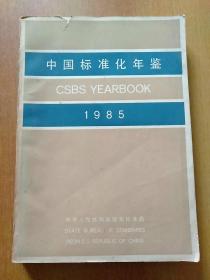 中国标准化年鉴
CSBS YEARBOOK
1985
中华人民共和国国家标准局
STATE BUREAU OF STANDARDS
PEOPLE'S REPUBLIC OF CHINA